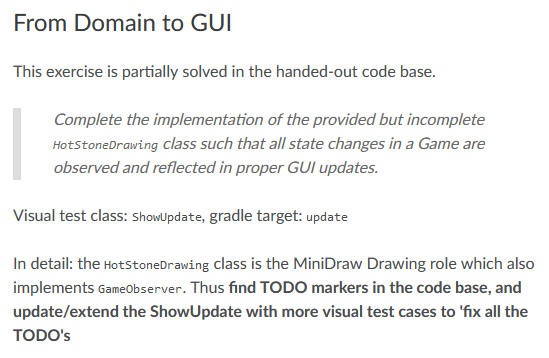 From Domain to GUI
This exercise is partially solved in the handed-out code base.
Complete the implementation of the provided but incomplete
HotStoneDrawing class such that all state changes in a Game are
observed and reflected in proper GUI updates.
Visual test class: ShowUpdate, gradle target: update
In detail: the HotStoneDrawing class is the MiniDraw Drawing role which also
implements GameObserver. Thus find TODO markers in the code base, and
update/extend the ShowUpdate with more visual test cases to 'fix all the
TODO's